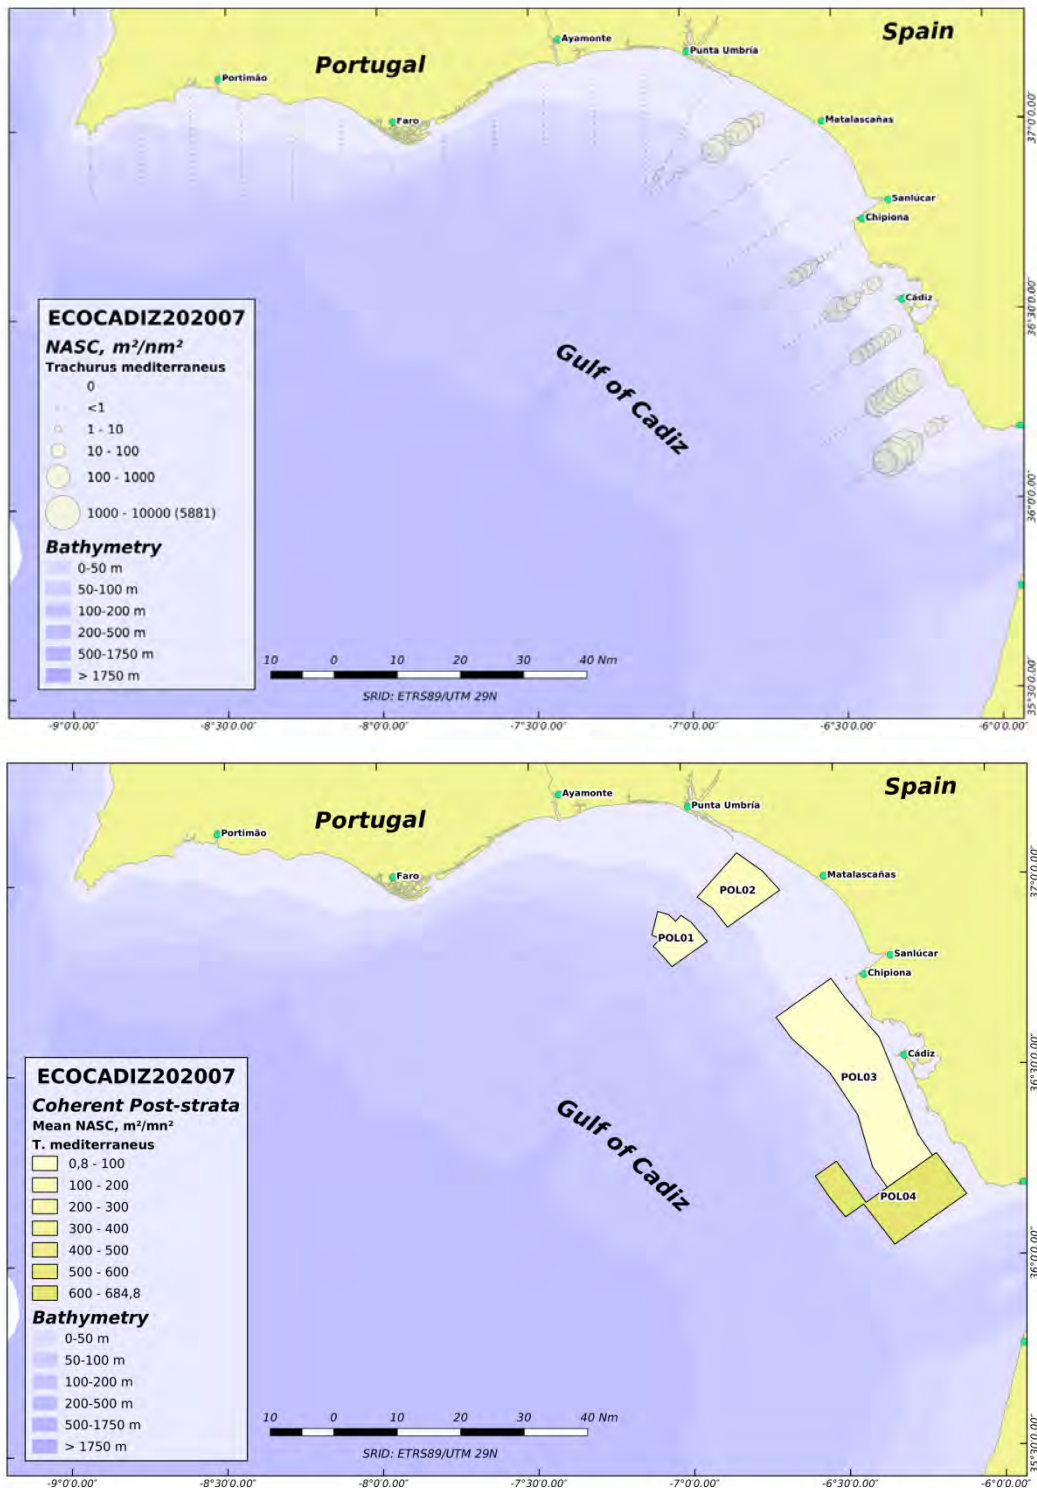 Spain
Portugal
Ayamonte
Punta Umbría
Portimão
Faro
Matalascañas
Sanlúcar
Chipiona
Cádiz
Gulf of Cadiz
ECOCADIZ202007
NASC, m²/nm²
Trachurus mediterraneus
0
<1
1 - 10
10 - 100
100 - 1000
1000 - 10000 (5881)
Bathymetry
0-50 m
50-100 m
100-200 m
200-500 m
500-1750 m
> 1750 m
10 0 10 20 30 40 Nm
SRID: ETRS89/UTM 29N
37°0'0.00"
36°30'0.00"
36°0'0.00"
35°30'0.00"
-9°0'0.00" -8°30'0.00" -8°0'0.00" -7°30'0.00" -7°0'0.00" -6°30'0.00" -6°0'0.00"
Spain
Portugal
Ayamonte
Punta Umbría
Portimão
Faro
Matalascañas
POL02
POL01
Sanlúcar
Chipiona
Cádiz
POL03
POL04
Gulf of Cadiz
ECOCADIZ202007
Coherent Post-strata
Mean NASC, m²/mn²
T. mediterraneus
0,8 - 100
100 - 200
200 - 300
300 - 400
400 - 500
500 - 600
600 - 684,8
Bathymetry
0-50 m
50-100 m
100-200 m
200-500 m
500-1750 m
> 1750 m
10 0 10 20 30 40 Nm
SRID: ETRS89/UTM 29N
37°0'0.00"
36°30'0.00"
36°0'0.00"
35°30'0.00"
-9°0'0.00" -8°30'0.00" -8°0'0.00" -7°30'0.00" -7°0'0.00" -6°30'0.00" -6°0'0.00"